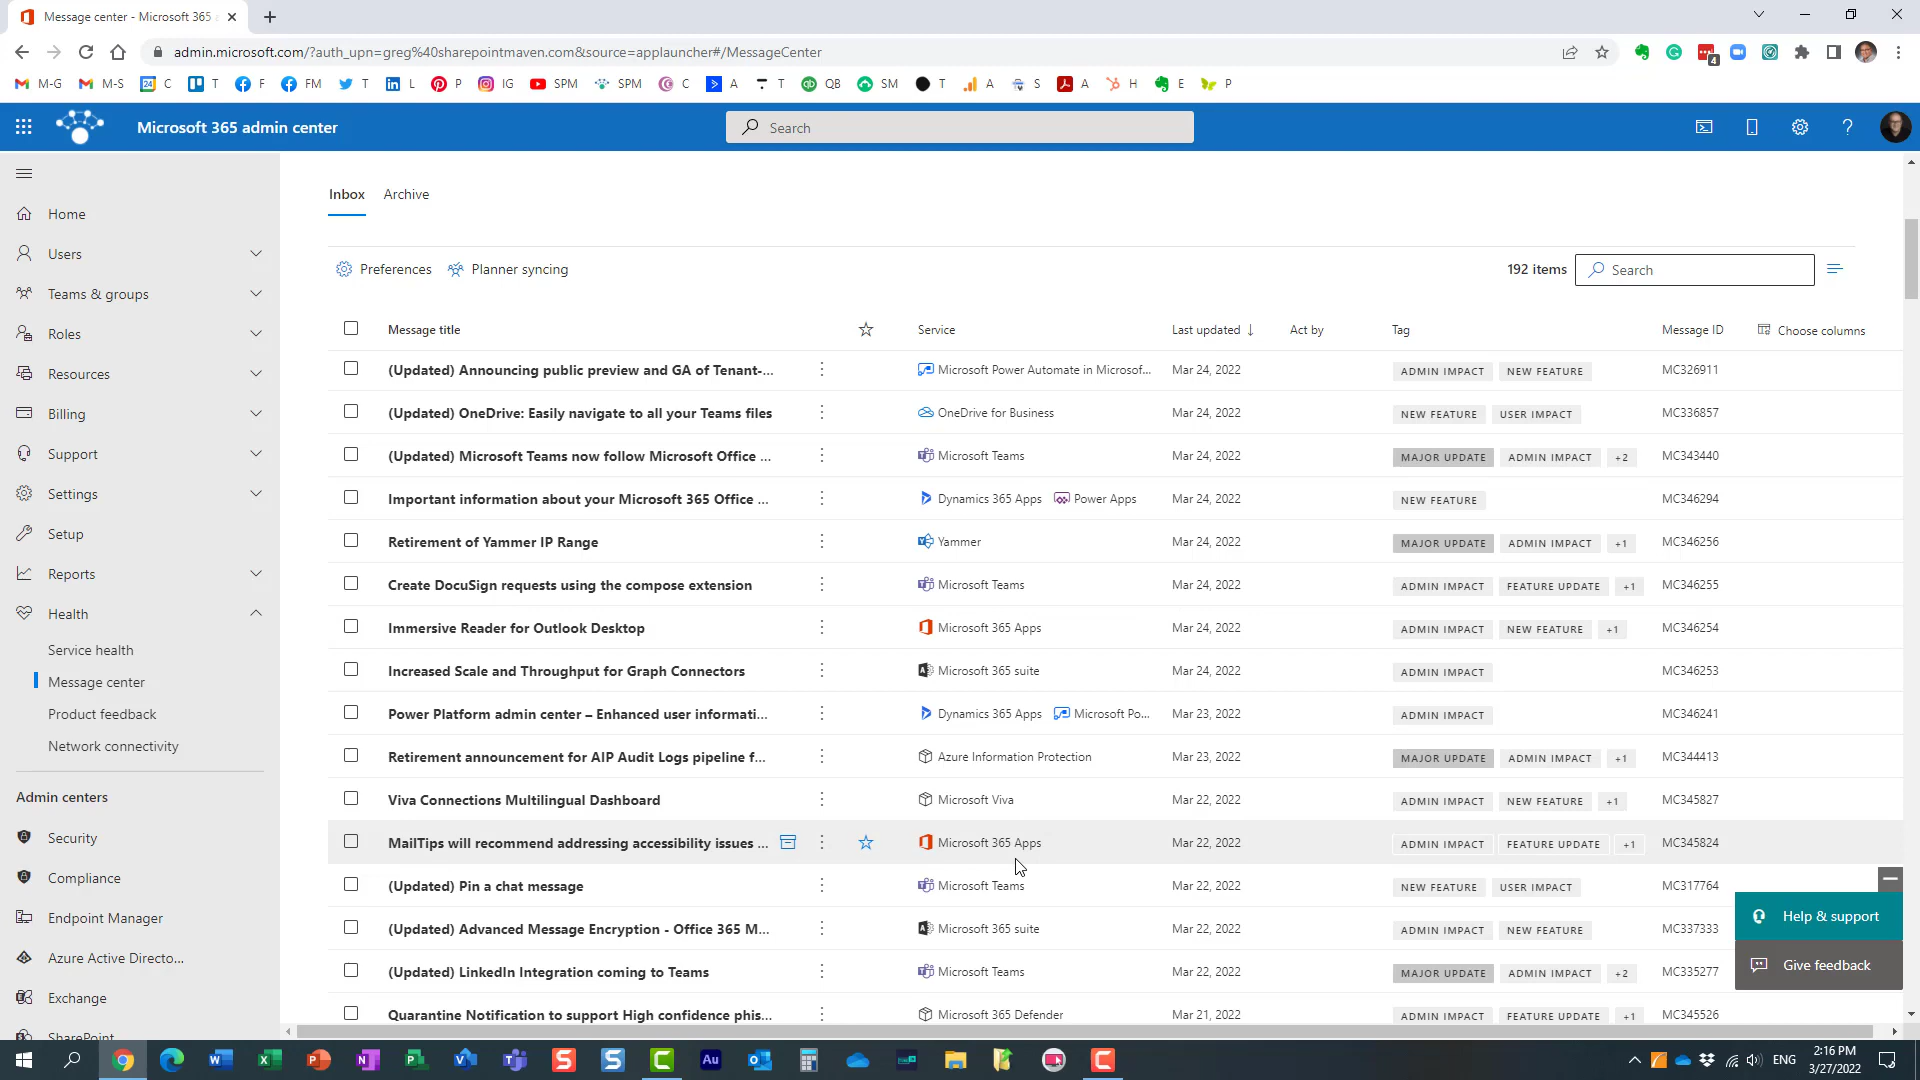 Message center - Microsoft 365
admin.microsoft.com/?auth_upn=greg%40sharepointmaven.com&source=applauncher#/MessageCenter
4
M-G M-S 24 C T F FM T L P IG SPM SPM C A T QB SM T A S A H E P
Microsoft 365 admin center Search
Inbox Archive
Preferences Planner syncing 192 items Search
Message title Service Last updated ↓ Act by Tag Message ID Choose columns
(Updated) Announcing public preview and GA of Tenant-... Microsoft Power Automate in Microsof... Mar 24, 2022 ADMIN IMPACT NEW FEATURE MC326911
(Updated) OneDrive: Easily navigate to all your Teams files OneDrive for Business Mar 24, 2022 NEW FEATURE USER IMPACT MC336857
(Updated) Microsoft Teams now follow Microsoft Office ... Microsoft Teams Mar 24, 2022 MAJOR UPDATE ADMIN IMPACT +2 MC343440
Important information about your Microsoft 365 Office ... Dynamics 365 Apps Power Apps Mar 24, 2022 NEW FEATURE MC346294
Retirement of Yammer IP Range Yammer Mar 24, 2022 MAJOR UPDATE ADMIN IMPACT +1 MC346256
Create DocuSign requests using the compose extension Microsoft Teams Mar 24, 2022 ADMIN IMPACT FEATURE UPDATE +1 MC346255
Immersive Reader for Outlook Desktop Microsoft 365 Apps Mar 24, 2022 ADMIN IMPACT NEW FEATURE +1 MC346254
Increased Scale and Throughput for Graph Connectors Microsoft 365 suite Mar 24, 2022 ADMIN IMPACT MC346253
Power Platform admin center – Enhanced user informati... Dynamics 365 Apps Microsoft Po... Mar 23, 2022 ADMIN IMPACT MC346241
Retirement announcement for AIP Audit Logs pipeline f... Azure Information Protection Mar 23, 2022 MAJOR UPDATE ADMIN IMPACT +1 MC344413
Viva Connections Multilingual Dashboard Microsoft Viva Mar 22, 2022 ADMIN IMPACT NEW FEATURE +1 MC345827
MailTips will recommend addressing accessibility issues ... Microsoft 365 Apps Mar 22, 2022 ADMIN IMPACT FEATURE UPDATE +1 MC345824
(Updated) Pin a chat message Microsoft Teams Mar 22, 2022 NEW FEATURE USER IMPACT MC317764
(Updated) Advanced Message Encryption - Office 365 M... Microsoft 365 suite Mar 22, 2022 ADMIN IMPACT NEW FEATURE MC337333
(Updated) LinkedIn Integration coming to Teams Microsoft Teams Mar 22, 2022 MAJOR UPDATE ADMIN IMPACT +2 MC335277
Quarantine Notification to support High confidence phis... Microsoft 365 Defender Mar 21, 2022 ADMIN IMPACT FEATURE UPDATE +1 MC345526
Home
Users
Teams & groups
Roles
Resources
Billing
Support
Settings
Setup
Reports
Health
Service health
Message center
Product feedback
Network connectivity
Admin centers
Security
Compliance
Endpoint Manager
Azure Active Directo...
Exchange
SharePoint
Help & support
Give feedback
ENG 2:16 PM
3/27/2022